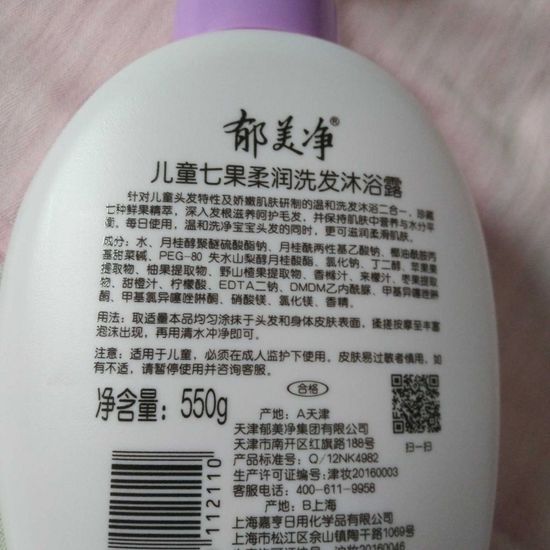 郁美净®
儿童七果柔润洗发沐浴露
针对儿童头发特性及娇嫩肌肤研制的温和洗发沐浴二合一，珍藏
七种鲜果精萃，深入发根滋养呵护毛发，并保持肌肤中营养与水分平
衡。每日使用，温和洗净宝宝头发的同时，更可滋润柔滑肌肤。
成分：水、月桂醇聚醚硫酸酯钠、月桂酰两性基乙酸钠、椰油酰胺丙
基甜菜碱、PEG-80 失水山梨醇月桂酸酯、氯化钠、丁二醇、苹果果
提取物、柚果提取物、野山楂果提取物、香橼汁、来檬汁、枣果提取
物、甜橙汁、柠檬酸、EDTA二钠、DMDM乙内酰脲、甲基异噻唑啉
酮、甲基氯异噻唑啉酮、硝酸镁、氯化镁、香精。
用法：取适量本品均匀涂抹于头发和身体皮肤表面，揉搓按摩至丰富
泡沫出现，再用清水冲净即可。
注意：适用于儿童，必须在成人监护下使用，皮肤易过敏者慎用，如
有不适，请暂停使用并咨询客服。
净含量：550g
合格
扫一扫
产地：A天津
天津郁美净集团有限公司
天津市南开区红旗路188号
产品标准号：Q/12NK4982
生产许可证编号：津妆20160003
客服电话：400-611-9958
产地：B上海
上海嘉亨日用化学品有限公司
上海市松江区佘山镇陶干路1069号
112110